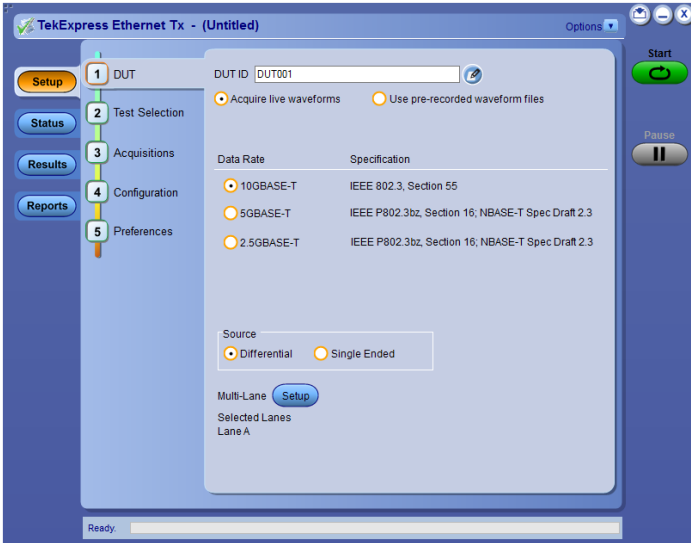 TekExpress Ethernet Tx - (Untitled)
Options
Start
Pause
Setup
Status
Results
Reports
1 DUT
2 Test Selection
3 Acquisitions
4 Configuration
5 Preferences
DUT ID DUT001
Acquire live waveforms Use pre-recorded waveform files
Data Rate Specification
10GBASE-T IEEE 802.3, Section 55
5GBASE-T IEEE P802.3bz, Section 16; NBASE-T Spec Draft 2.3
2.5GBASE-T IEEE P802.3bz, Section 16; NBASE-T Spec Draft 2.3
Source
Differential Single Ended
Multi-Lane Setup
Selected Lanes
Lane A
Ready.